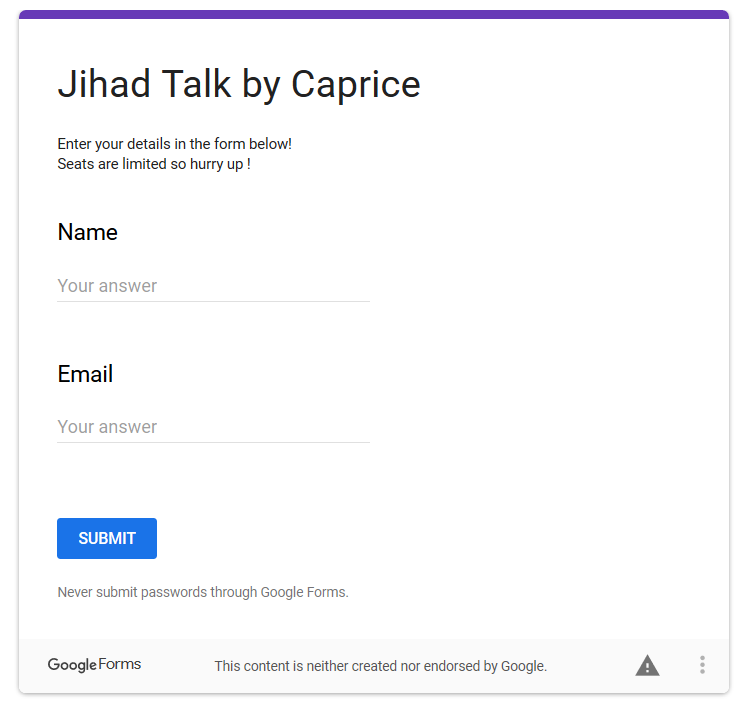 Jihad Talk by Caprice
Enter your details in the form below!
Seats are limited so hurry up !
Name
Your answer
Email
Your answer
SUBMIT
Never submit passwords through Google Forms.
Google Forms
This content is neither created nor endorsed by Google.